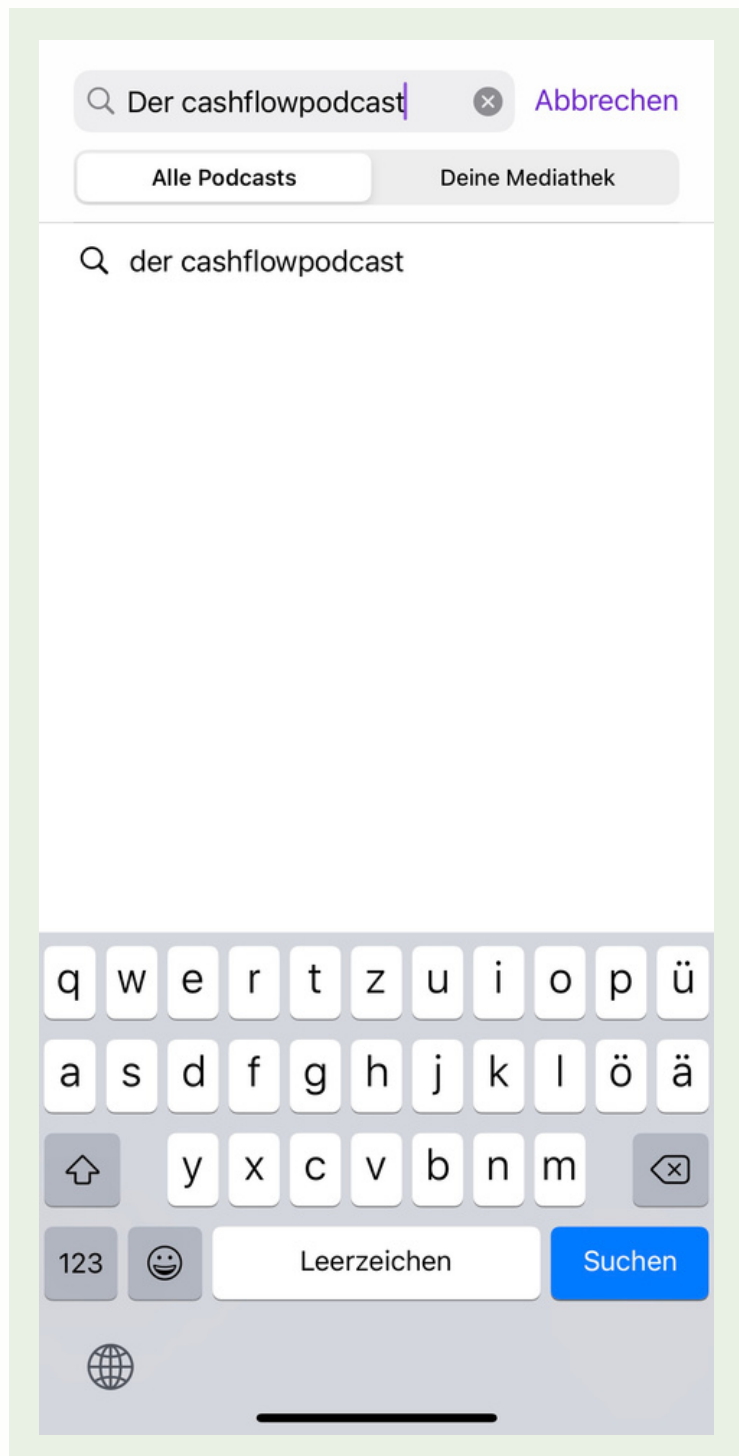 Der cashflowpodcast Abbrechen
Alle Podcasts Deine Mediathek
der cashflowpodcast
q w e r t z u i o p ü
a s d f g h j k l ö ä
y x c v b n m
123 Leerzeichen Suchen